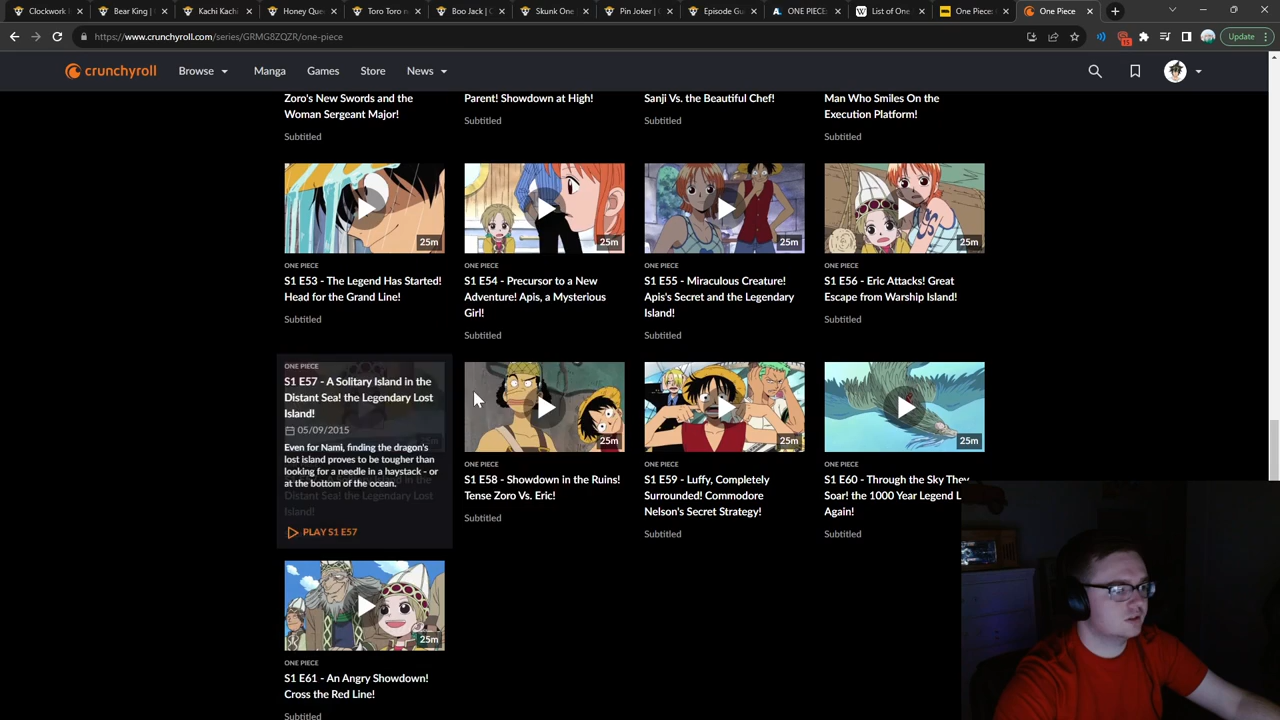 Clockwork
Bear King |
Kachi Kachi
Honey Que
Toro Toro n
Boo Jack | C
Skunk One
Pin Joker |
Episode Gu
ONE PIECE
List of One
One Piece
One Piece
https://www.crunchyroll.com/series/GRMG8ZQZR/one-piece
15
Update
crunchyroll
Browse
Manga
Games
Store
News
Zoro's New Swords and the
Woman Sergeant Major!
Subtitled
Parent! Showdown at High!
Subtitled
Sanji Vs. the Beautiful Chef!
Subtitled
Man Who Smiles On the
Execution Platform!
Subtitled
25m
ONE PIECE
S1 E53 - The Legend Has Started!
Head for the Grand Line!
Subtitled
25m
ONE PIECE
S1 E54 - Precursor to a New
Adventure! Apis, a Mysterious
Girl!
Subtitled
25m
ONE PIECE
S1 E55 - Miraculous Creature!
Apis's Secret and the Legendary
Island!
Subtitled
25m
ONE PIECE
S1 E56 - Eric Attacks! Great
Escape from Warship Island!
Subtitled
ONE PIECE
S1 E57 - A Solitary Island in the
Distant Sea! the Legendary Lost
Island!
05/09/2015
Even for Nami, finding the dragon's
lost island proves to be tougher than
looking for a needle in a haystack - or
at the bottom of the ocean.
Distant Sea! the Legendary Lost
Island!
PLAY S1 E57
25m
ONE PIECE
S1 E58 - Showdown in the Ruins!
Tense Zoro Vs. Eric!
Subtitled
25m
ONE PIECE
S1 E59 - Luffy, Completely
Surrounded! Commodore
Nelson's Secret Strategy!
Subtitled
25m
ONE PIECE
S1 E60 - Through the Sky They
Soar! the 1000 Year Legend L
Again!
Subtitled
25m
ONE PIECE
S1 E61 - An Angry Showdown!
Cross the Red Line!
Subtitled